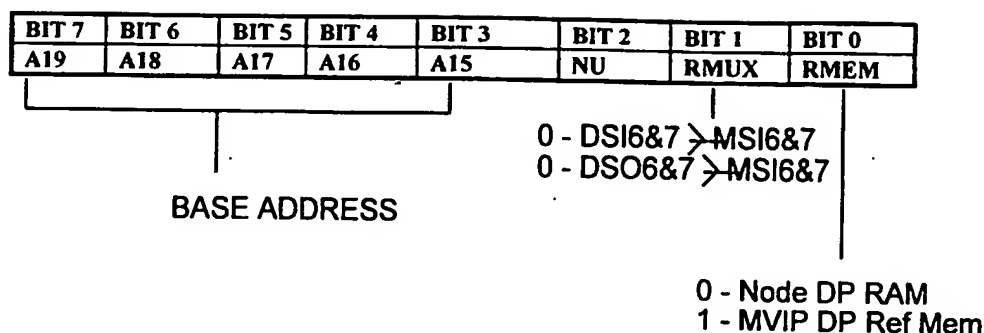 BIT 7 BIT 6 BIT 5 BIT 4 BIT 3 BIT 2 BIT 1 BIT 0
A19 A18 A17 A16 A15 NU RMUX RMEM
0 - DSI6&7 > MSI6&7
0 - DSO6&7 > MSI6&7
BASE ADDRESS
0 - Node DP RAM
1 - MVIP DP Ref Mem